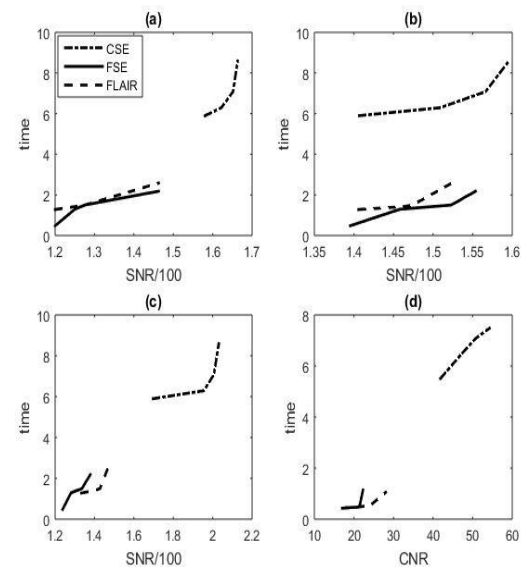 (a)
CSE
FSE
FLAIR
time
10
8
6
4
2
0
1.2 1.3 1.4 1.5 1.6 1.7
SNR/100
(b)
time
10
8
6
4
2
0
1.35 1.4 1.45 1.5 1.55 1.6
SNR/100
(c)
time
10
8
6
4
2
0
1.2 1.4 1.6 1.8 2 2.2
SNR/100
(d)
time
8
6
4
2
0
10 20 30 40 50 60
CNR